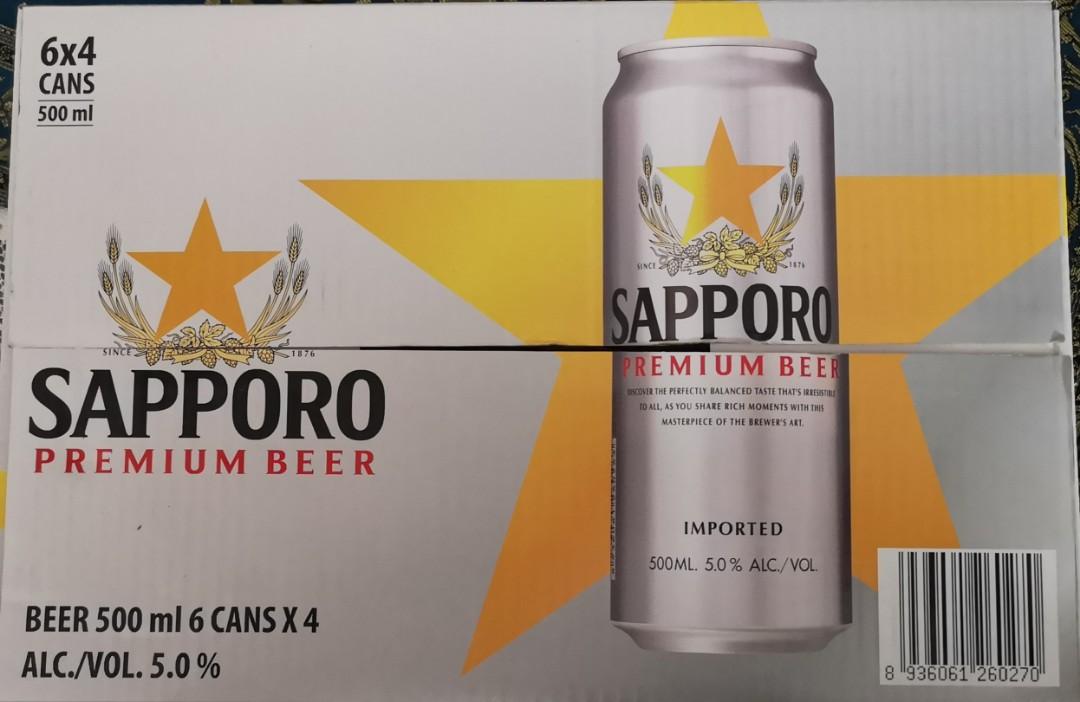 6x4
CANS
500 ml
SINCE 1876
SAPPORO
PREMIUM BEER
BEER 500 ml 6 CANS X 4
ALC./VOL. 5.0 %
SINCE 1876
SAPPORO
PREMIUM BEER
DISCOVER THE PERFECTLY BALANCED TASTE THAT'S IRRESISTIBLE
TO ALL, AS YOU SHARE RICH MOMENTS WITH THIS
MASTERPIECE OF THE BREWER'S ART.
IMPORTED
500ML. 5.0% ALC./VOL.
8 936061 260270